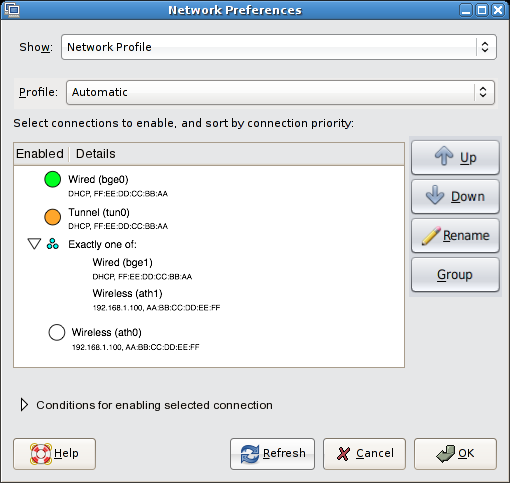 Network Preferences
Show: Network Profile
Profile: Automatic
Select connections to enable, and sort by connection priority:
Enabled Details
Wired (bge0)
DHCP, FF:EE:DD:CC:BB:AA
Tunnel (tun0)
DHCP, FF:EE:DD:CC:BB:AA
Exactly one of:
Wired (bge1)
DHCP, FF:EE:DD:CC:BB:AA
Wireless (ath1)
192.168.1.100, AA:BB:CC:DD:EE:FF
Wireless (ath0)
192.168.1.100, AA:BB:CC:DD:EE:FF
Up
Down
Rename
Group
Conditions for enabling selected connection
Help Refresh Cancel OK